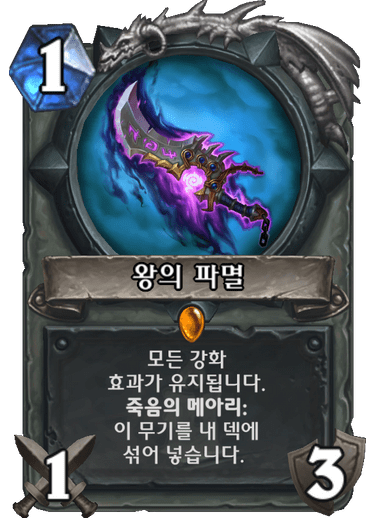 1
왕의 파멸
모든 강화
효과가 유지됩니다.
죽음의 메아리:
이 무기를 내 덱에
섞어 넣습니다.
1
3